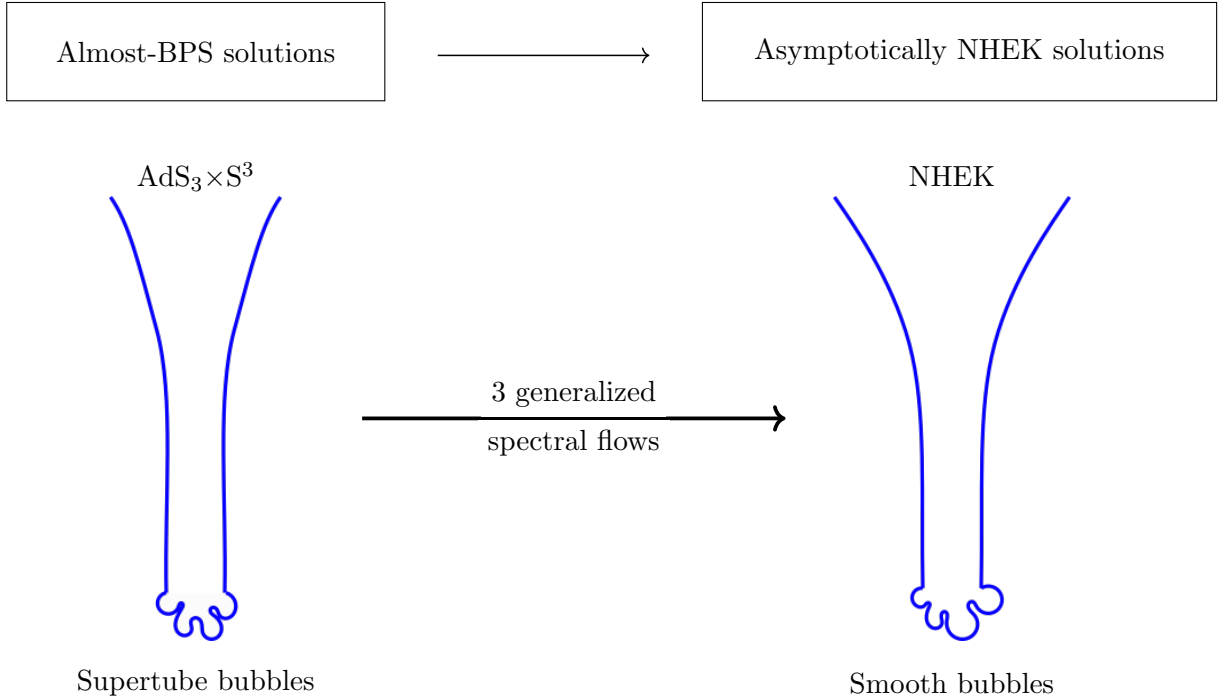 Almost-BPS solutions
Asymptotically NHEK solutions
AdS₃×S³
NHEK
3 generalized
spectral flows
Supertube bubbles
Smooth bubbles